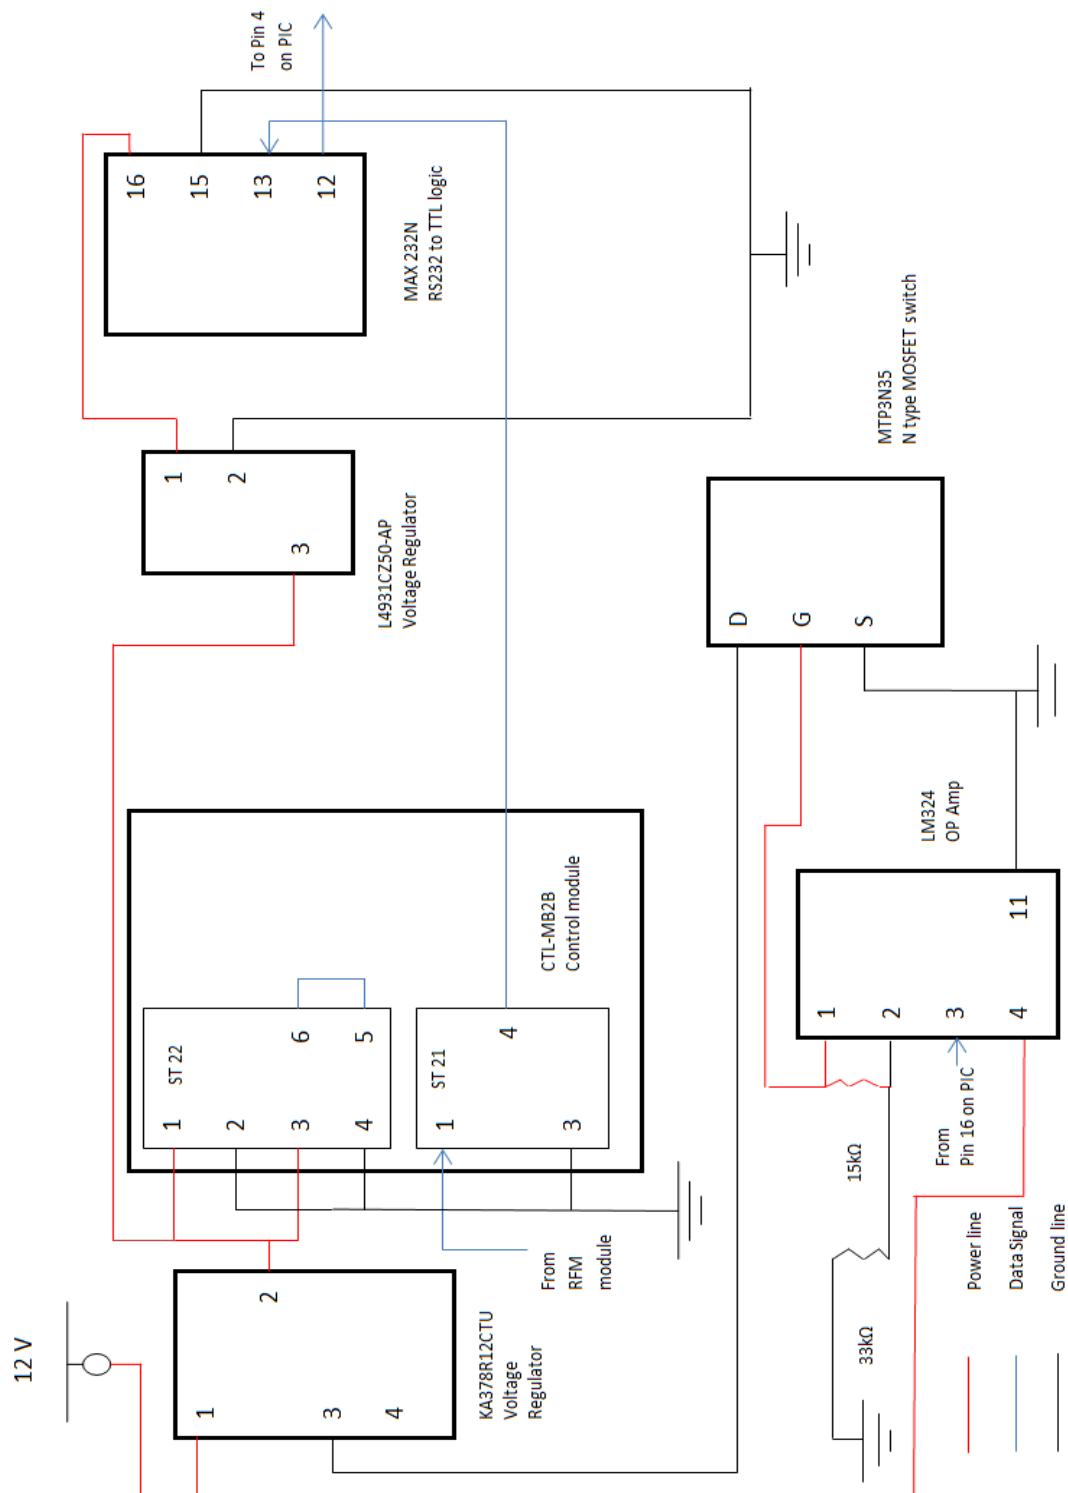 12 V
1
2
3
4
KA378R12CTU
Voltage
Regulator
ST 22
1
2
3
4
6
5
ST 21
1
3
4
CTL-MB2B
Control module
From
RFM
module
1
2
3
L4931CZ50-AP
Voltage Regulator
16
15
13
12
MAX 232N
RS232 to TTL logic
To Pin 4
on PIC
D
G
S
MTP3N35
N type MOSFET switch
1
2
3
4
11
LM324
OP Amp
15kΩ
33kΩ
From
Pin 16 on PIC
Power line
Data Signal
Ground line